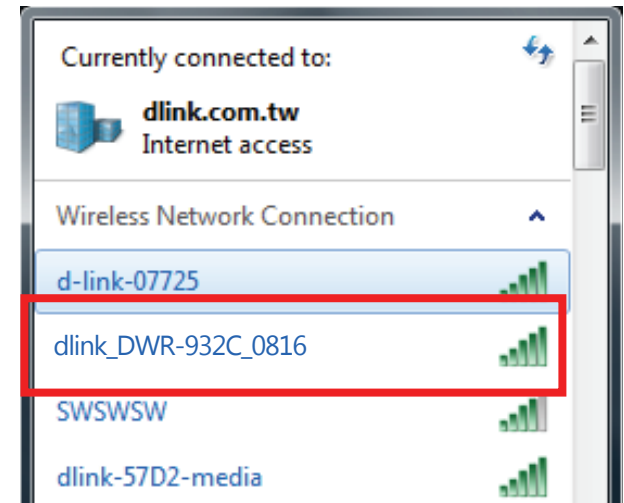 Currently connected to:
dlink.com.tw
Internet access
Wireless Network Connection
d-link-07725
dlink_DWR-932C_0816
SWSWSW
dlink-57D2-media